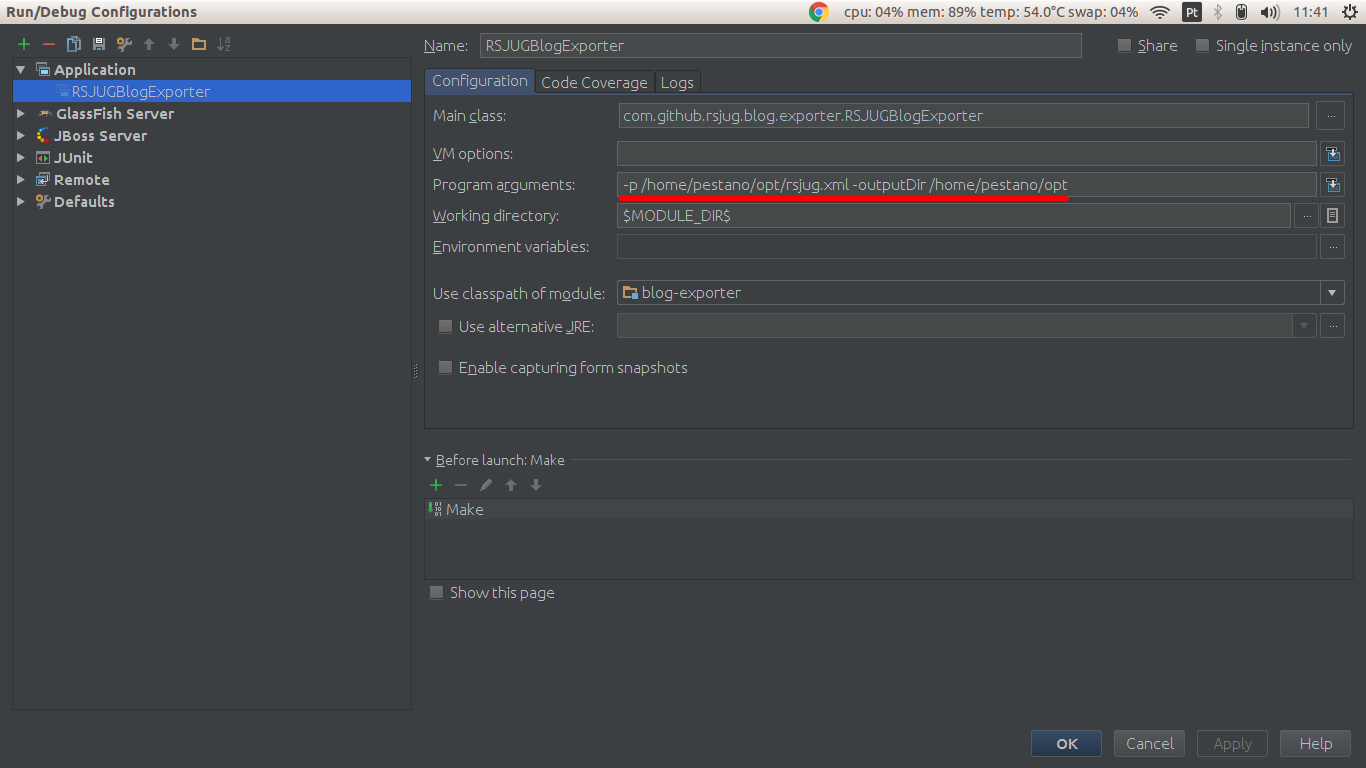 Run/Debug Configurations
cpu: 04% mem: 89% temp: 54.0°C swap: 04% Pt 11:41
Name: RSJUGBlogExporter Share Single instance only
Application
RSJUGBlogExporter
GlassFish Server
JBoss Server
JUnit
Remote
Defaults
Configuration Code Coverage Logs
Main class: com.github.rsjug.blog.exporter.RSJUGBlogExporter ...
VM options:
Program arguments: -p /home/pestano/opt/rsjug.xml -outputDir /home/pestano/opt
Working directory: $MODULE_DIR$ ...
Environment variables: ...
Use classpath of module: blog-exporter
Use alternative JRE: ...
Enable capturing form snapshots
Before launch: Make
Make
Show this page
OK Cancel Apply Help